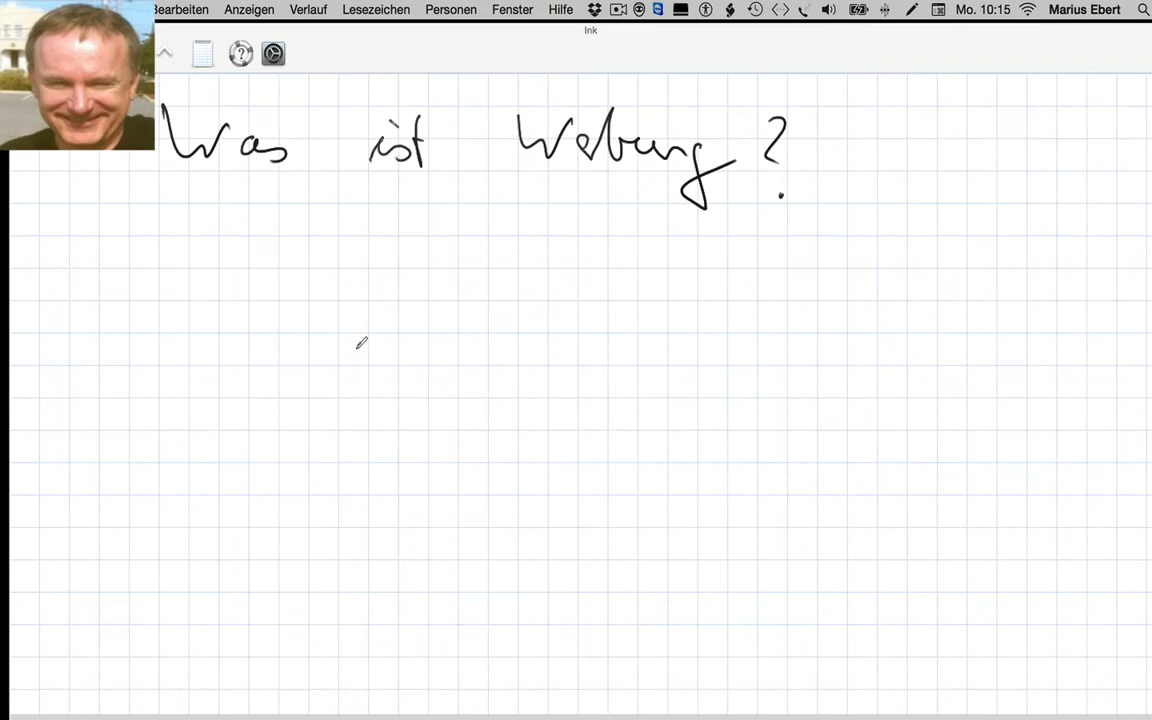 Bearbeiten Anzeigen Verlauf Lesezeichen Personen Fenster Hilfe Mo. 10:15 Marius Ebert
Ink
Was ist Werbung?